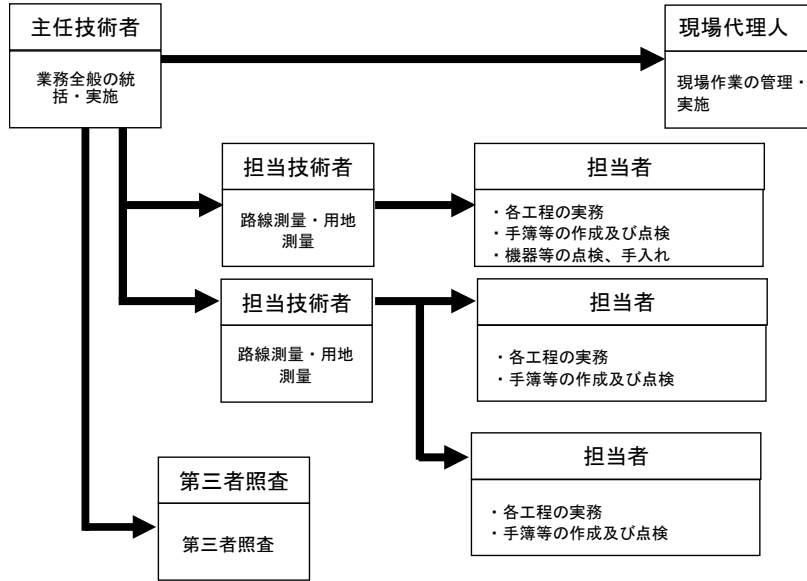 主任技術者
業務全般の統
括・実施
現場代理人
現場作業の管理・
実施
担当技術者
路線測量・用地
測量
担当者
・各工程の実務
・手簿等の作成及び点検
・機器等の点検、手入れ
担当技術者
路線測量・用地
測量
担当者
・各工程の実務
・手簿等の作成及び点検
担当者
・各工程の実務
・手簿等の作成及び点検
第三者照査
第三者照査